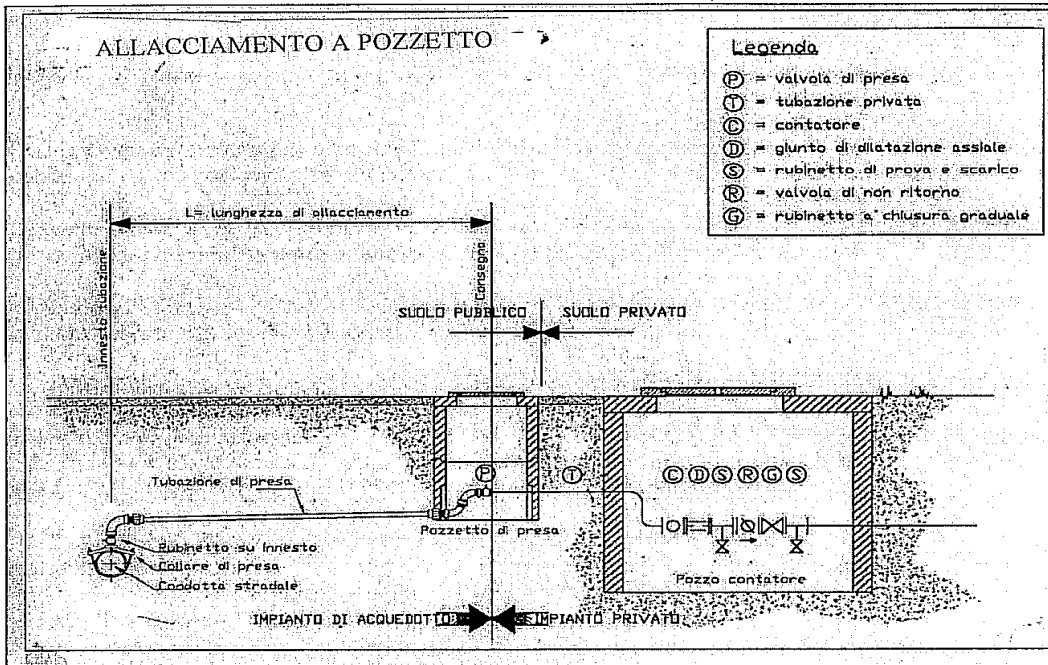 ALLACCIAMENTO A POZZETTO
Legenda
Ⓟ = valvola di presa
Ⓣ = tubazione privata
Ⓒ = contatore
Ⓓ = giunto di dilatazione assiale
Ⓢ = rubinetto di prova e scarico
Ⓡ = valvola di non ritorno
Ⓖ = rubinetto a chiusura graduale
L= lunghezza di allacciamento
Innesto tubazione
Consegna
SUOLO PUBBLICO
SUOLO PRIVATO
Ⓟ
Ⓣ
Ⓒ Ⓓ Ⓢ Ⓡ Ⓖ Ⓢ
Tubazione di presa
Pozzetto di presa
Rubinetto su innesto
Collare di presa
Condotta stradale
Pozzo contatore
IMPIANTO DI ACQUEDOTTO
IMPIANTO PRIVATO